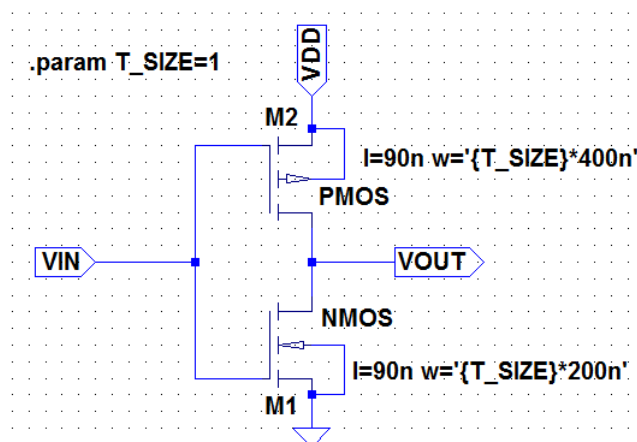 .param T_SIZE=1
VDD
M2
l=90n w='{T_SIZE}*400n'
PMOS
VIN
VOUT
NMOS
l=90n w='{T_SIZE}*200n'
M1